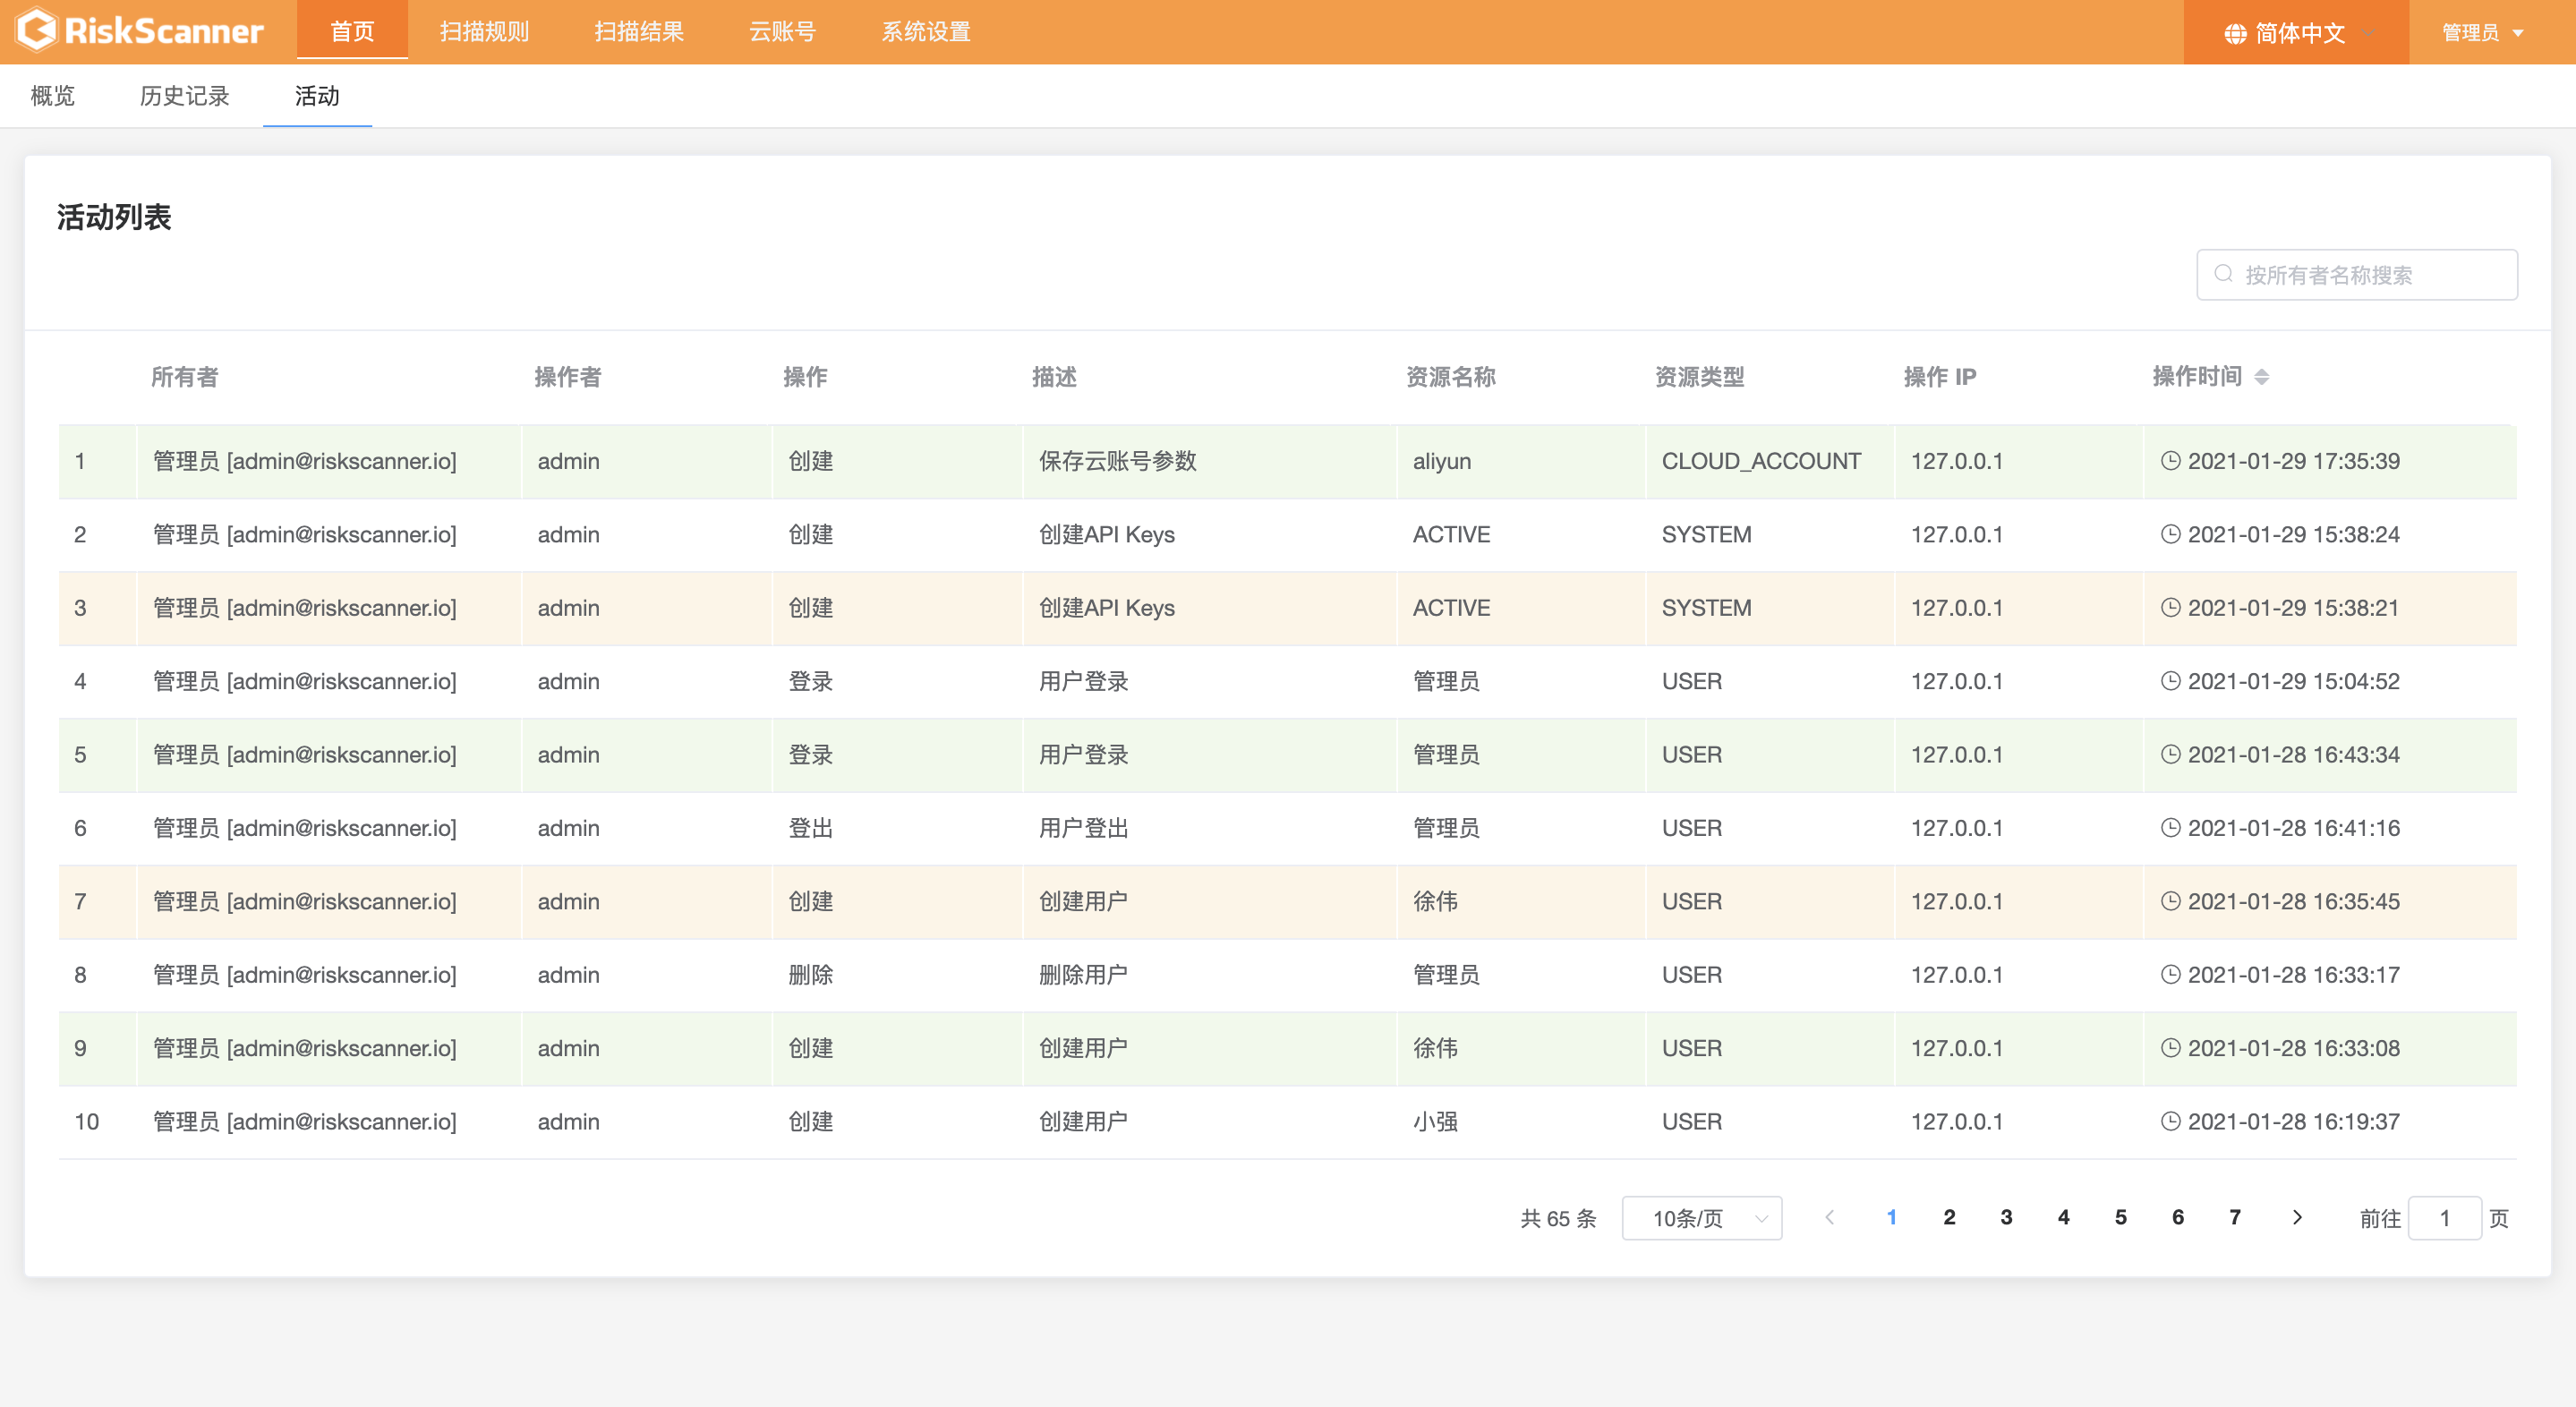 RiskScanner 首页 扫描规则 扫描结果 云账号 系统设置 简体中文 管理员
概览 历史记录 活动
活动列表
按所有者名称搜索
所有者 操作者 操作 描述 资源名称 资源类型 操作 IP 操作时间
1 管理员 [admin@riskscanner.io] admin 创建 保存云账号参数 aliyun CLOUD_ACCOUNT 127.0.0.1 2021-01-29 17:35:39
2 管理员 [admin@riskscanner.io] admin 创建 创建API Keys ACTIVE SYSTEM 127.0.0.1 2021-01-29 15:38:24
3 管理员 [admin@riskscanner.io] admin 创建 创建API Keys ACTIVE SYSTEM 127.0.0.1 2021-01-29 15:38:21
4 管理员 [admin@riskscanner.io] admin 登录 用户登录 管理员 USER 127.0.0.1 2021-01-29 15:04:52
5 管理员 [admin@riskscanner.io] admin 登录 用户登录 管理员 USER 127.0.0.1 2021-01-28 16:43:34
6 管理员 [admin@riskscanner.io] admin 登出 用户登出 管理员 USER 127.0.0.1 2021-01-28 16:41:16
7 管理员 [admin@riskscanner.io] admin 创建 创建用户 徐伟 USER 127.0.0.1 2021-01-28 16:35:45
8 管理员 [admin@riskscanner.io] admin 删除 删除用户 管理员 USER 127.0.0.1 2021-01-28 16:33:17
9 管理员 [admin@riskscanner.io] admin 创建 创建用户 徐伟 USER 127.0.0.1 2021-01-28 16:33:08
10 管理员 [admin@riskscanner.io] admin 创建 创建用户 小强 USER 127.0.0.1 2021-01-28 16:19:37
共 65 条 10条/页 1 2 3 4 5 6 7 前往 1 页